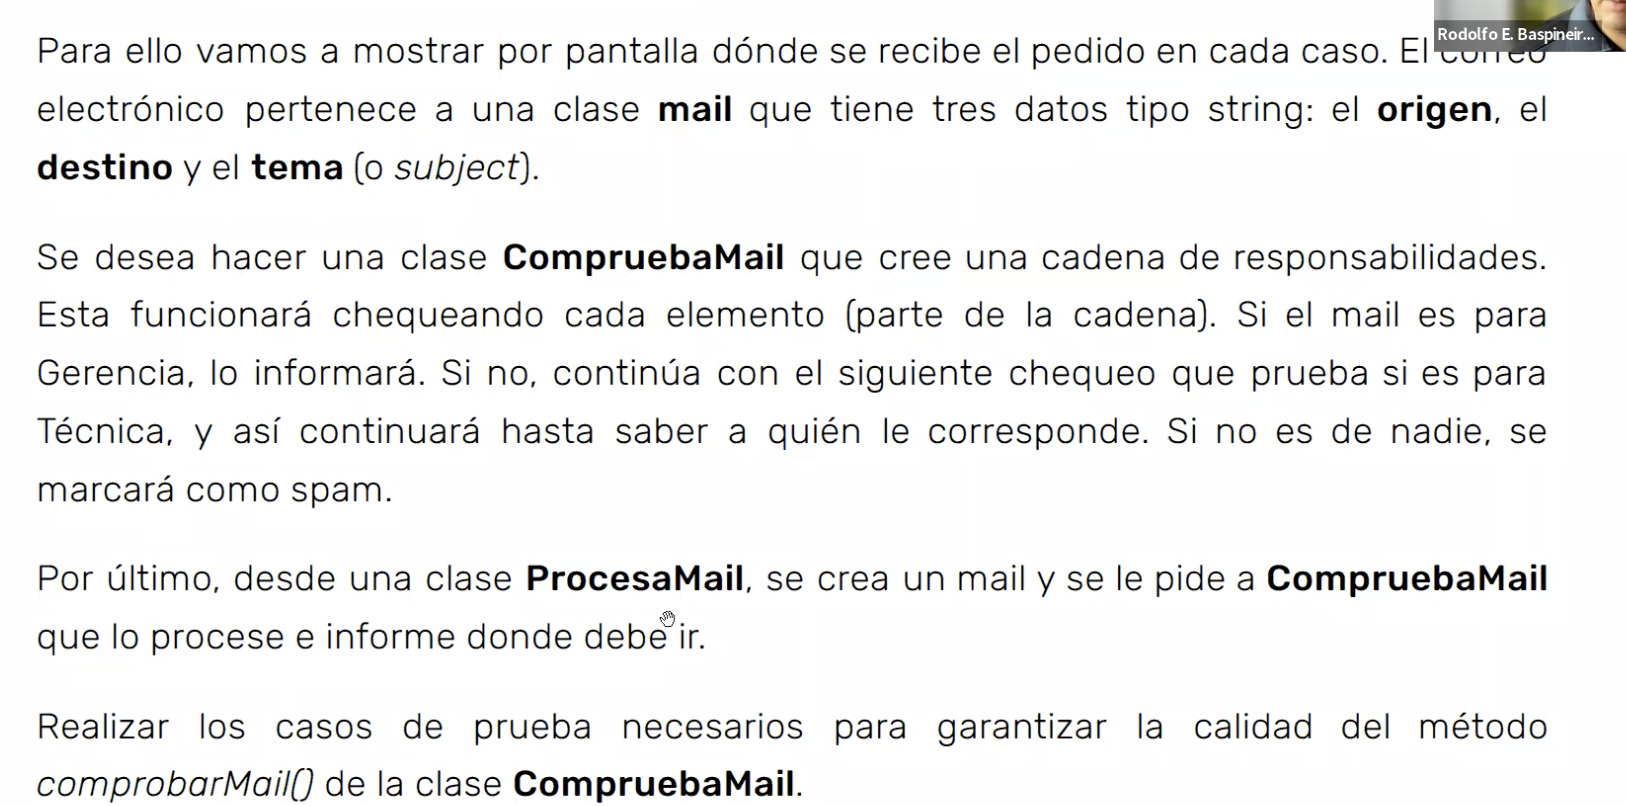 Rodolfo E. Baspineir...
Para ello vamos a mostrar por pantalla dónde se recibe el pedido en cada caso. El correo
electrónico pertenece a una clase mail que tiene tres datos tipo string: el origen, el
destino y el tema (o subject).
Se desea hacer una clase CompruebaMail que cree una cadena de responsabilidades.
Esta funcionará chequeando cada elemento (parte de la cadena). Si el mail es para
Gerencia, lo informará. Si no, continúa con el siguiente chequeo que prueba si es para
Técnica, y así continuará hasta saber a quién le corresponde. Si no es de nadie, se
marcará como spam.
Por último, desde una clase ProcesaMail, se crea un mail y se le pide a CompruebaMail
que lo procese e informe donde debe ir.
Realizar los casos de prueba necesarios para garantizar la calidad del método
comprobarMail() de la clase CompruebaMail.